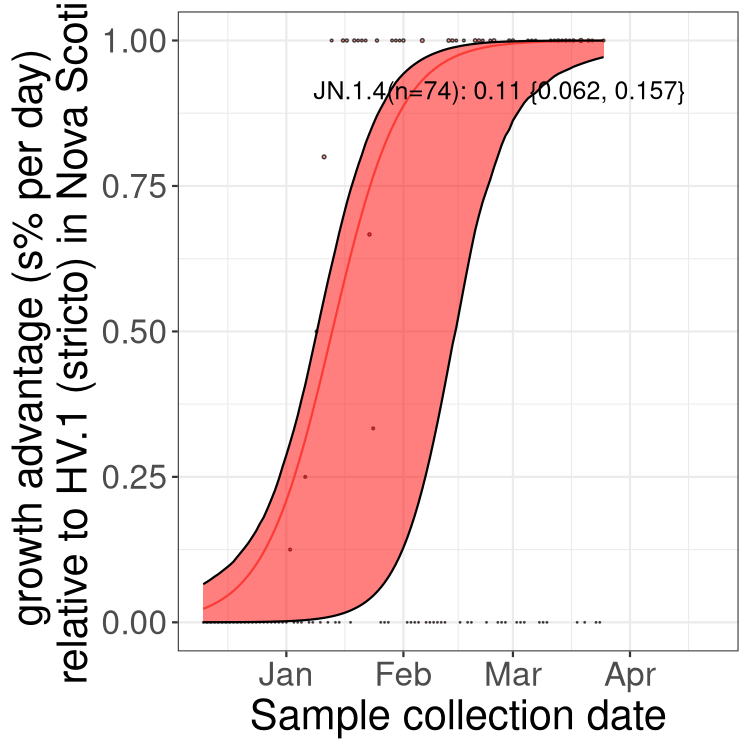 growth advantage (s% per day)
relative to HV.1 (stricto) in Nova Scoti
1.00
0.75
0.50
0.25
0.00
JN.1.4(n=74): 0.11 {0.062, 0.157}
Jan Feb Mar Apr
Sample collection date